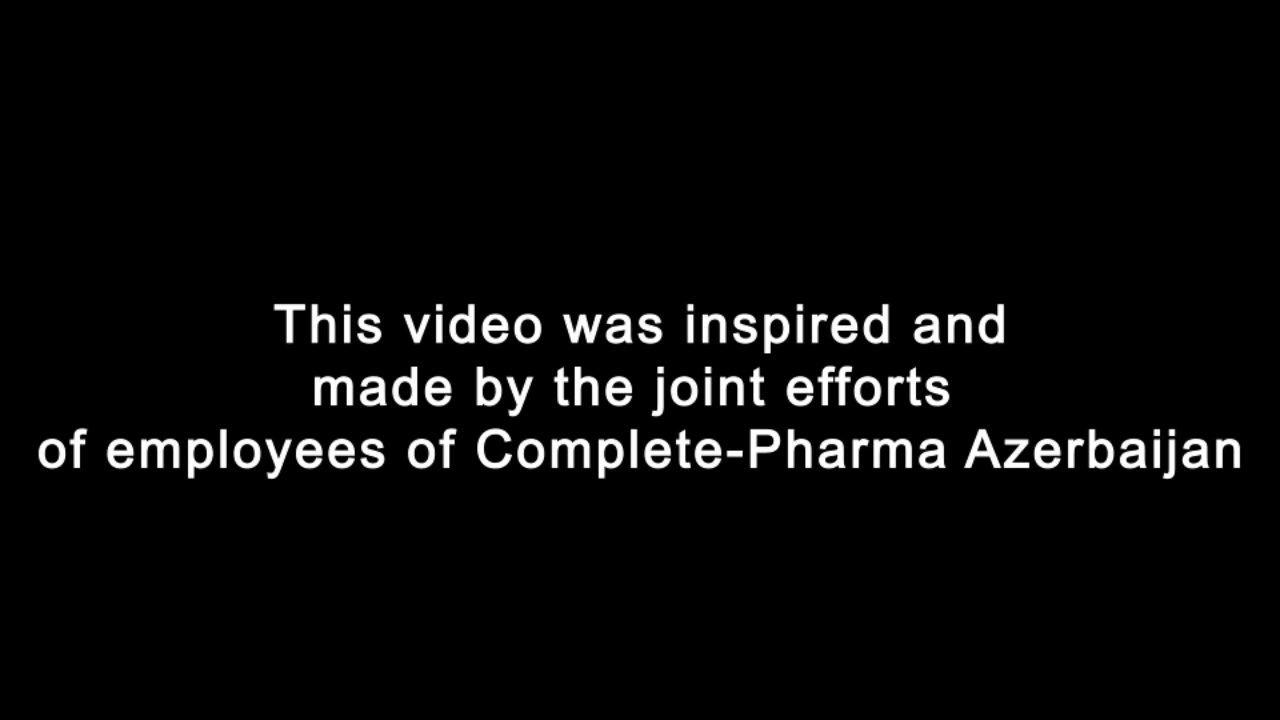 This video was inspired and
made by the joint efforts
of employees of Complete-Pharma Azerbaijan